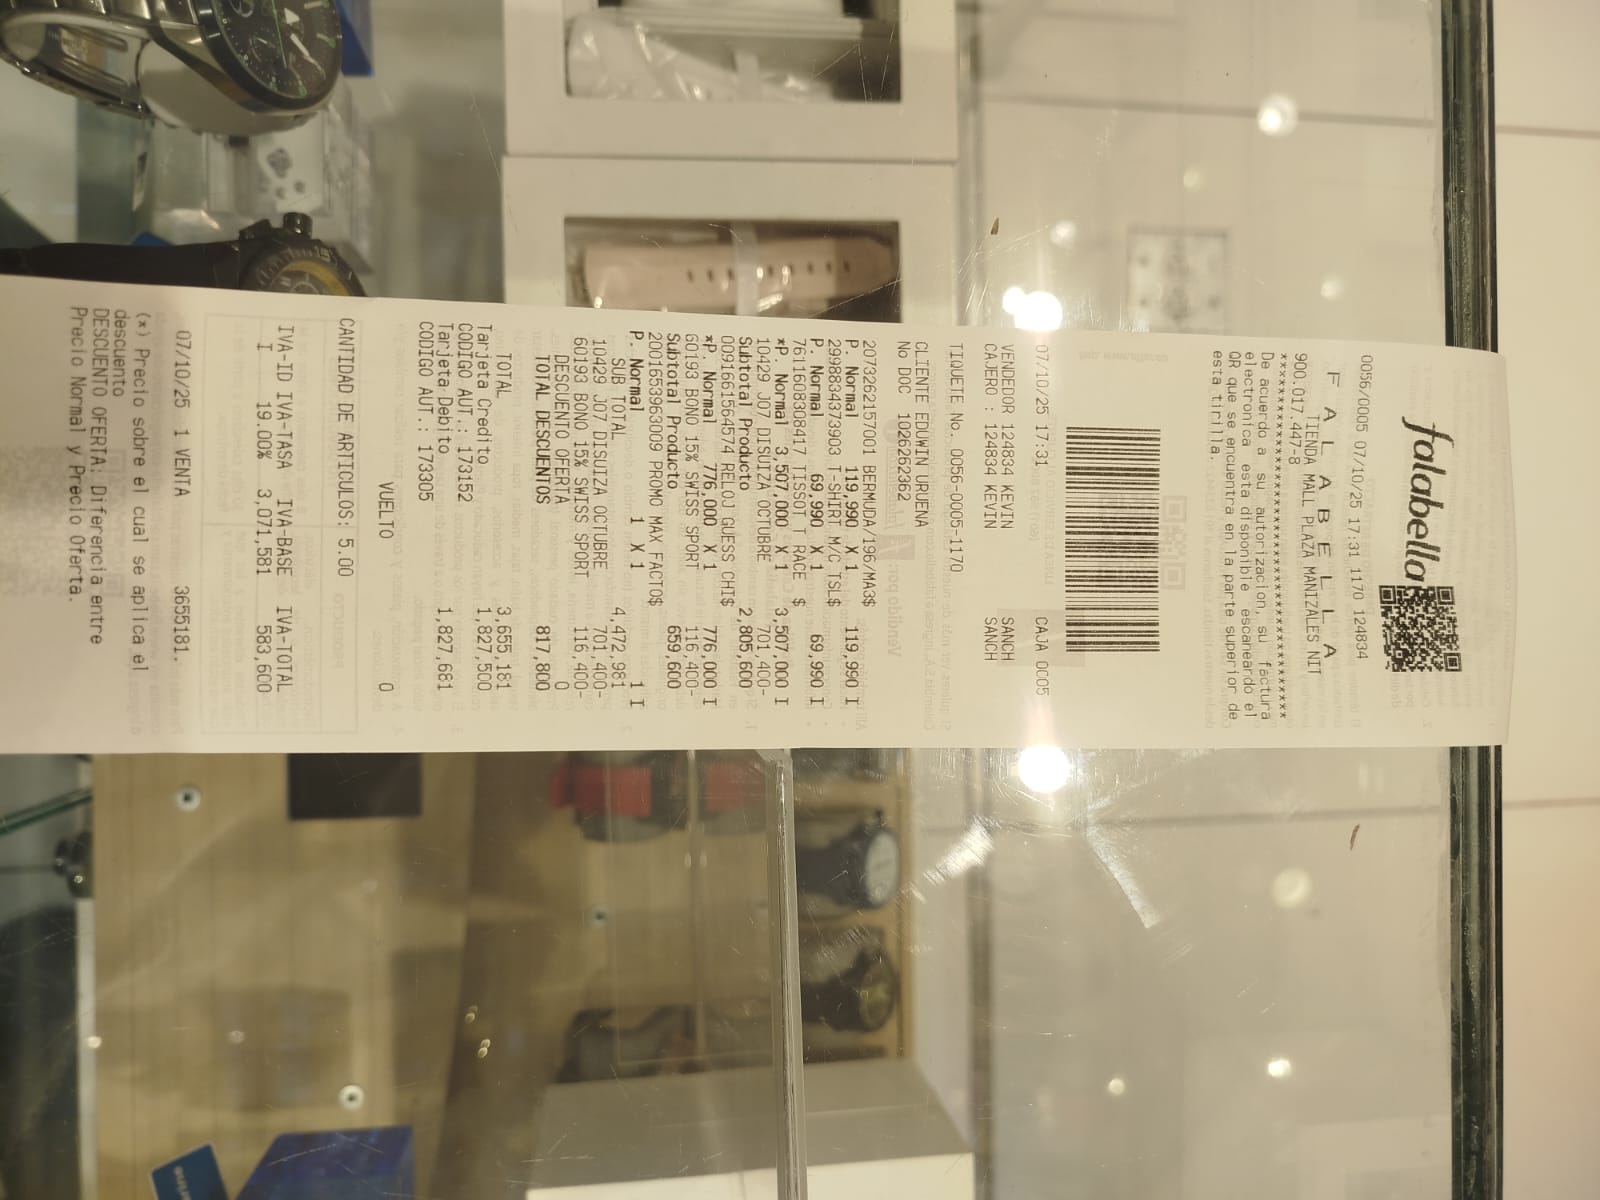 falabella
0056/0005 07/10/25 17:31 1170 124834
F A L A B E L L A
TIENDA MALL PLAZA MANIZALES NIT
900.017.447-8
****************************************
De acuerdo a su autorizacion, su factura
electronica esta disponible escaneardo el
QR que se encuentra en la parte superior de
esta tirilla.
07/10/25 17:31 CAJA 0005
VENDEDOR 124834 KEVIN SANCH
CAJERO : 124834 KEVIN SANCH
TIQUETE No.. 0056-0005-1170
CLIENTE EDUWIN URUENA
No DOC 1026262362
2073262157001 BERMUDA/196/MA3$
P. Normal 119,990 X 1 119,990 I
2998834373903 T-SHIRT M/C TSL$
P. Normal 69,990 X 1 69,990 I
7611608308417 TISSOT T RACE $
*P. Normal 3,507,000 X 1 3,507,000 I
10429 J07 DISUIZA OCTUBRE 701,400-
Subtotal Producto 2,805,600
0091661564574 RELOJ GUESS CHI$
*P. Normal 776,000 X 1 776,000 I
60193 BONO 15% SWISS SPORT 116,400-
Subtotal Producto 659,600
2001653963009 PROMO MAX FACTO$
P. Normal 1 X 1 1 I
SUB TOTAL 4,472,981
10429 J07 DISUIZA OCTUBRE 701,400-
60193 BONO 15% SWISS SPORT 116,400-
DESCUENTO OFERTA 0
TOTAL DESCUENTOS 817,800
TOTAL 3,655,181
Tarjeta Credito 1,827,500
CODIGO AUT.: 173152
Tarjeta Debito 1,827,681
CODIGO AUT.: 173305
VUELTO 0
CANTIDAD DE ARTICULOS: 5.00
IVA-ID IVA-TASA IVA-BASE IVA-TOTAL
I 19.00% 3,071,581 583,600
07/10/25 1 VENTA 3655181.
(*) Precio sobre el cual se aplica el
descuento
DESCUENTO OFERTA: Diferencia entre
Precio Normal y Precio Oferta.